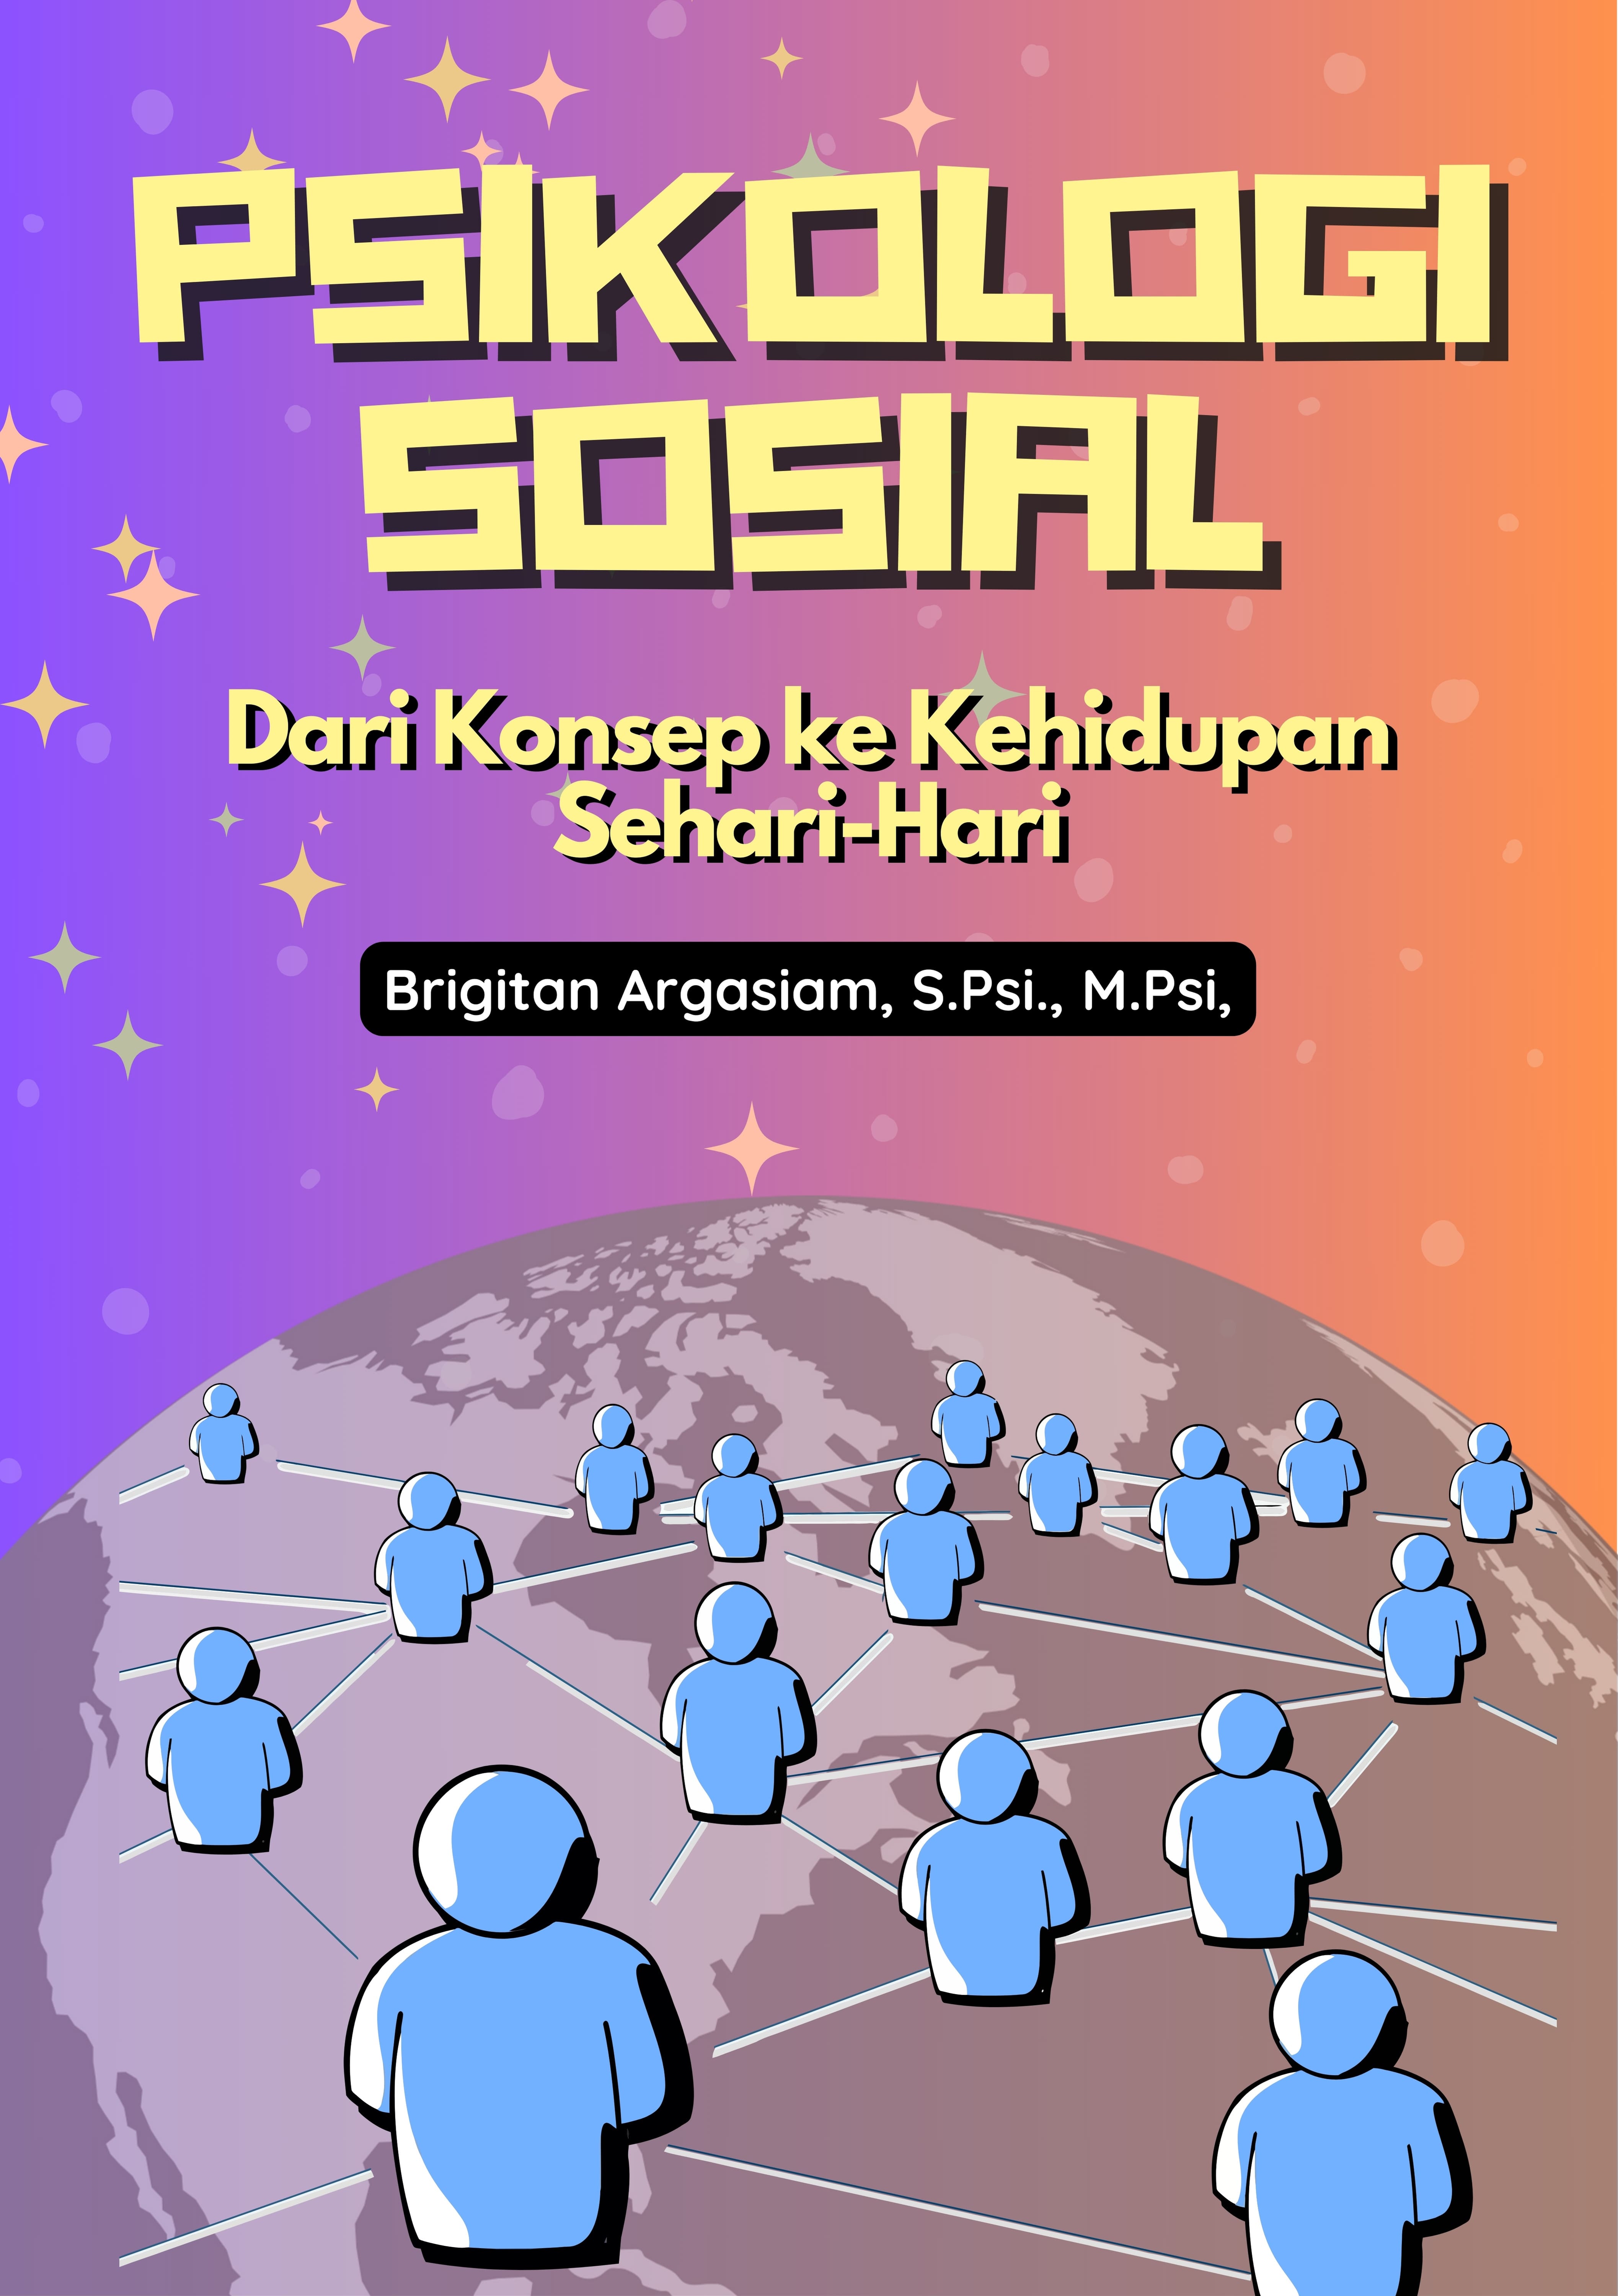 PSIKOLOGI
SOSIAL
Dari Konsep ke Kehidupan
Sehari-Hari
Brigitan Argasiam, S.Psi., M.Psi,